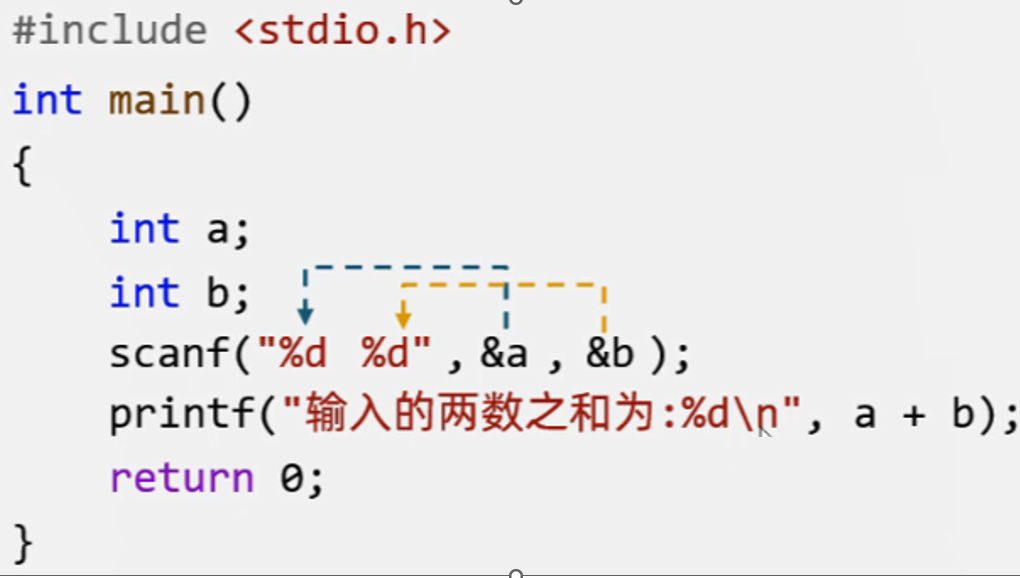 #include <stdio.h>
int main()
{
    int a;
    int b;
    scanf("%d %d", &a, &b);
    printf("输入的两数之和为:%d\n", a + b);
    return 0;
}